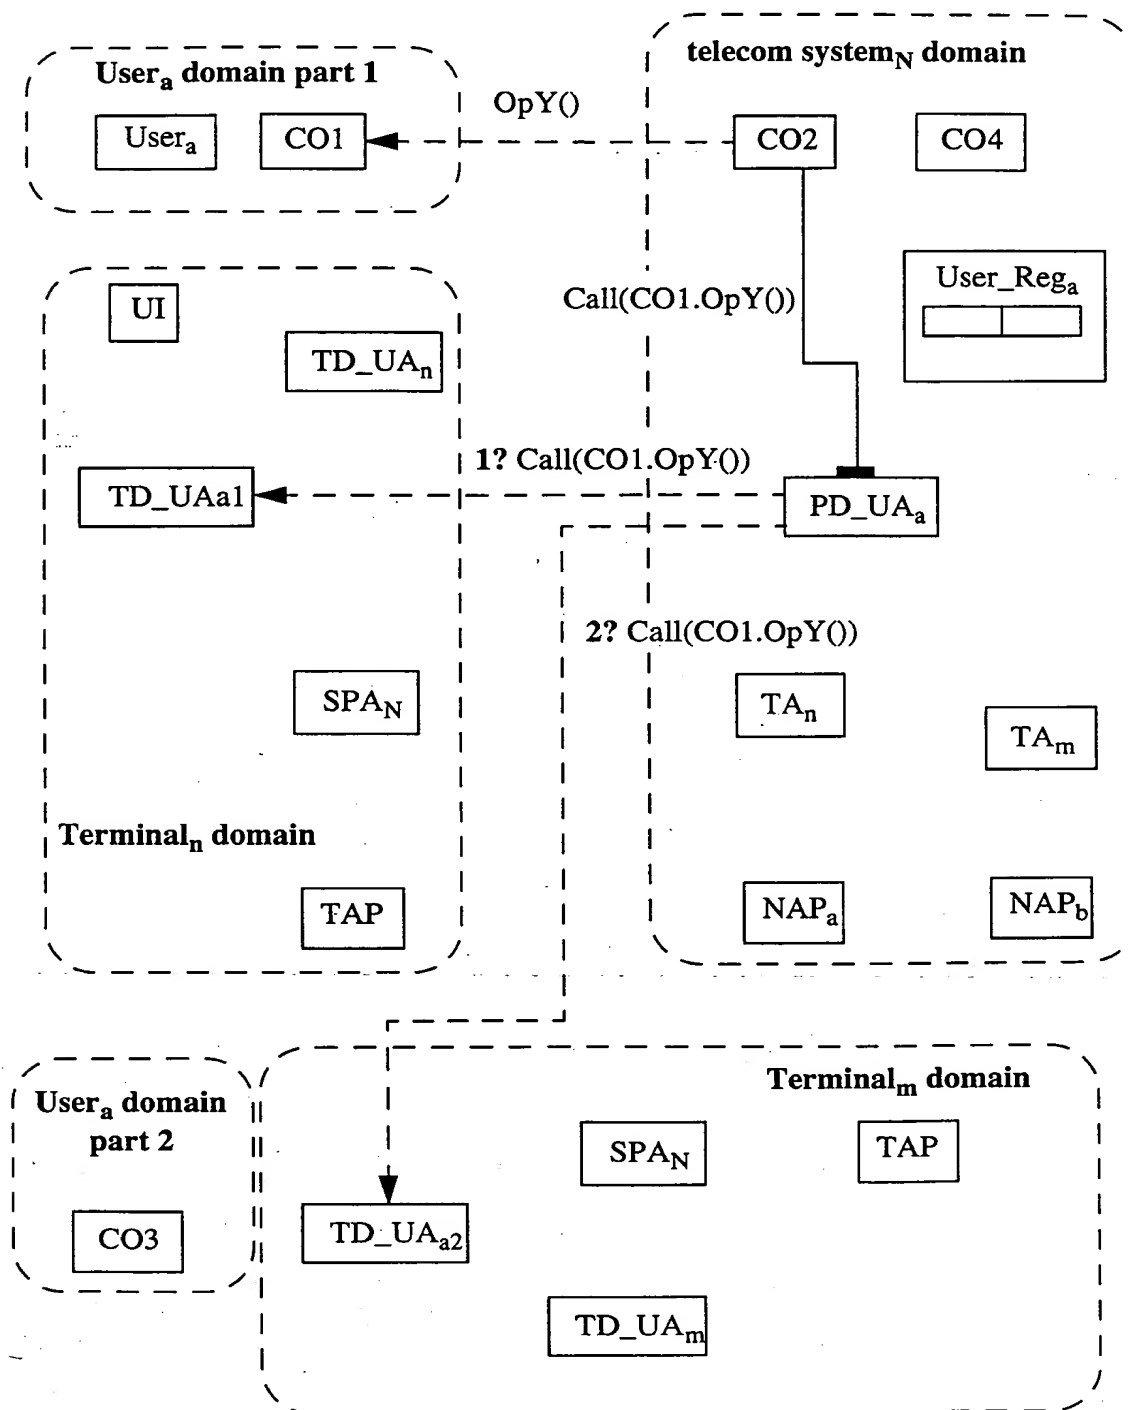 User_a domain part 1
telecom system_N domain
OpY()
User_a
CO1
CO2
CO4
UI
Call(CO1.OpY())
User_Reg_a
TD_UA_n
1? Call(CO1.OpY())
TD_UAa1
PD_UA_a
2? Call(CO1.OpY())
SPA_N
TA_n
TA_m
Terminal_n domain
TAP
NAP_a
NAP_b
User_a domain
part 2
Terminal_m domain
SPA_N
TAP
CO3
TD_UA_a2
TD_UA_m